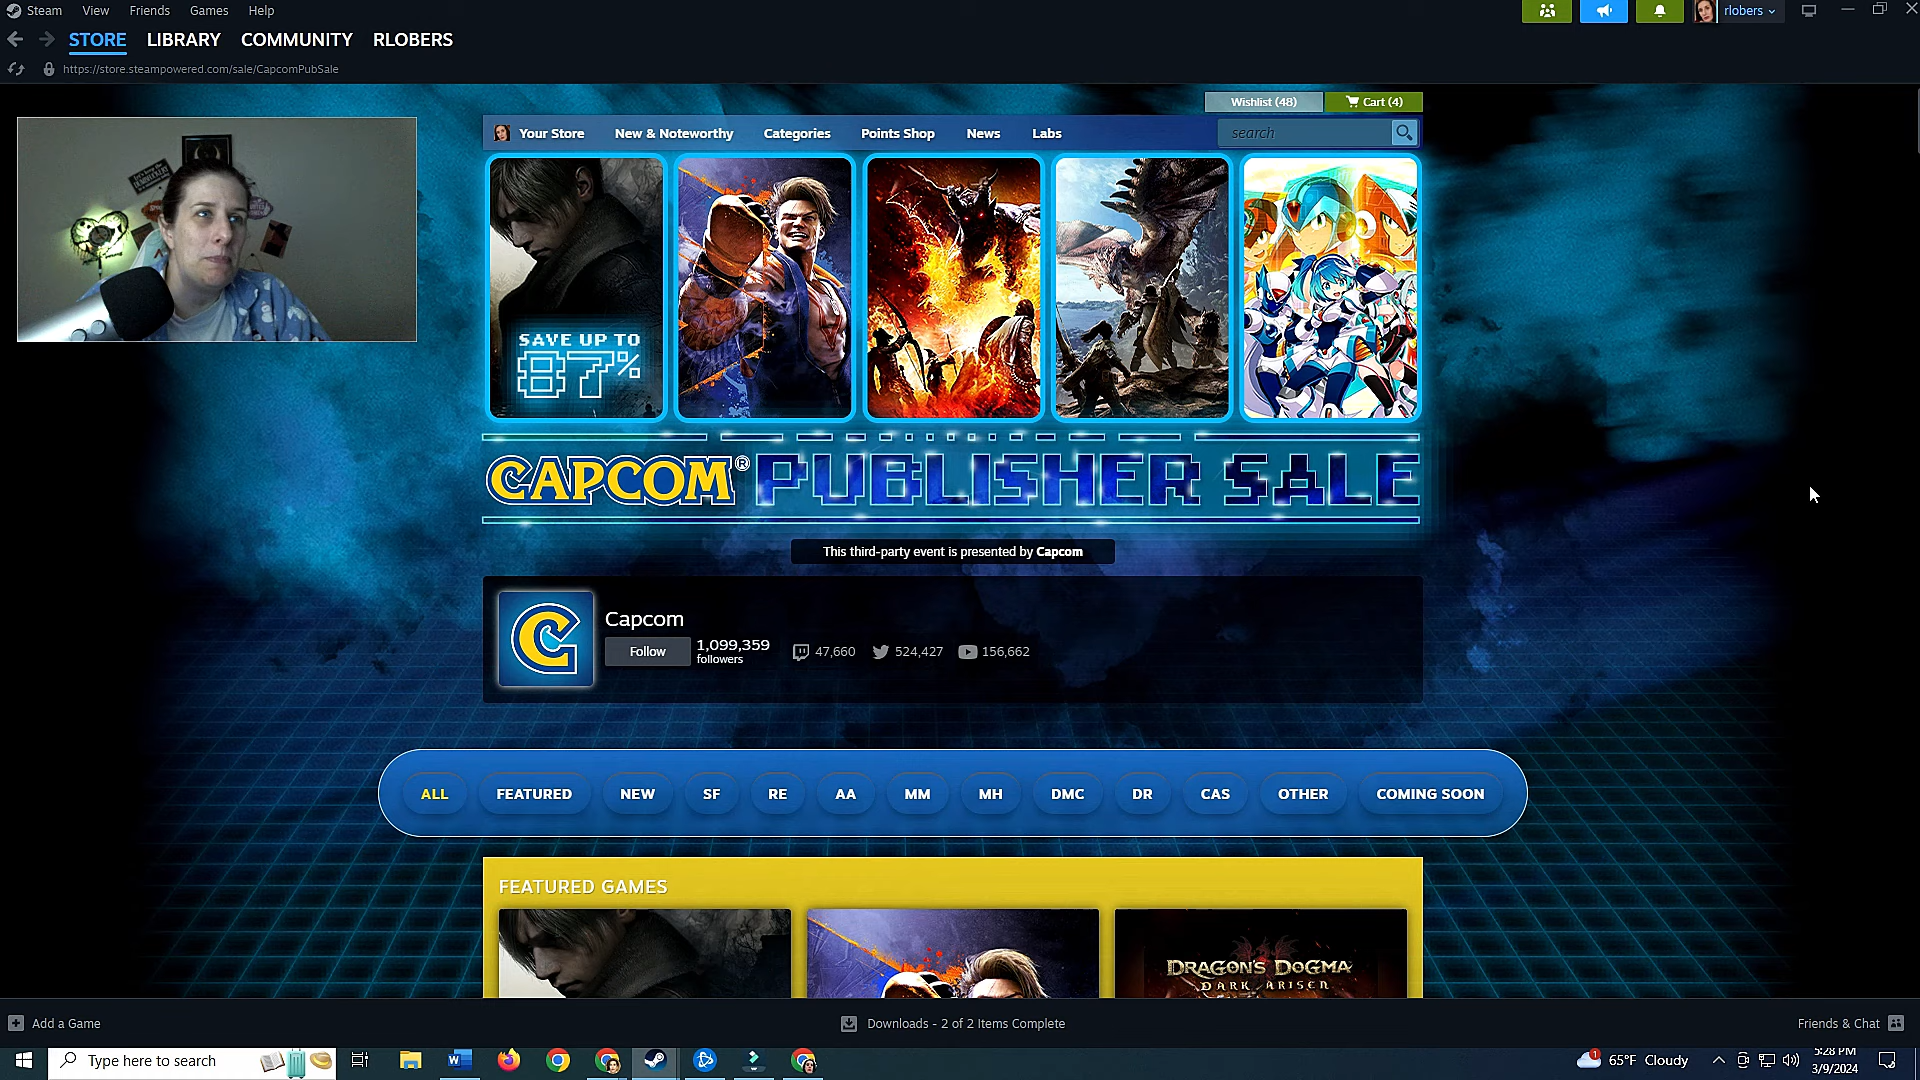 Steam View Friends Games Help
rlobers
STORE LIBRARY COMMUNITY RLOBERS
https://store.steampowered.com/sale/CapcomPubSale
Wishlist (48) Cart (4)
Your Store New & Noteworthy Categories Points Shop News Labs search
SAVE UP TO
87%
CAPCOM® PUBLISHER SALE
This third-party event is presented by Capcom
Capcom
Follow 1,099,359 followers 47,660 524,427 156,662
ALL FEATURED NEW SF RE AA MM MH DMC DR CAS OTHER COMING SOON
FEATURED GAMES
DRAGON'S DOGMA
DARK ARISEN
Add a Game Downloads - 2 of 2 Items Complete Friends & Chat
Type here to search
1 65°F Cloudy
5:28 PM
3/9/2024